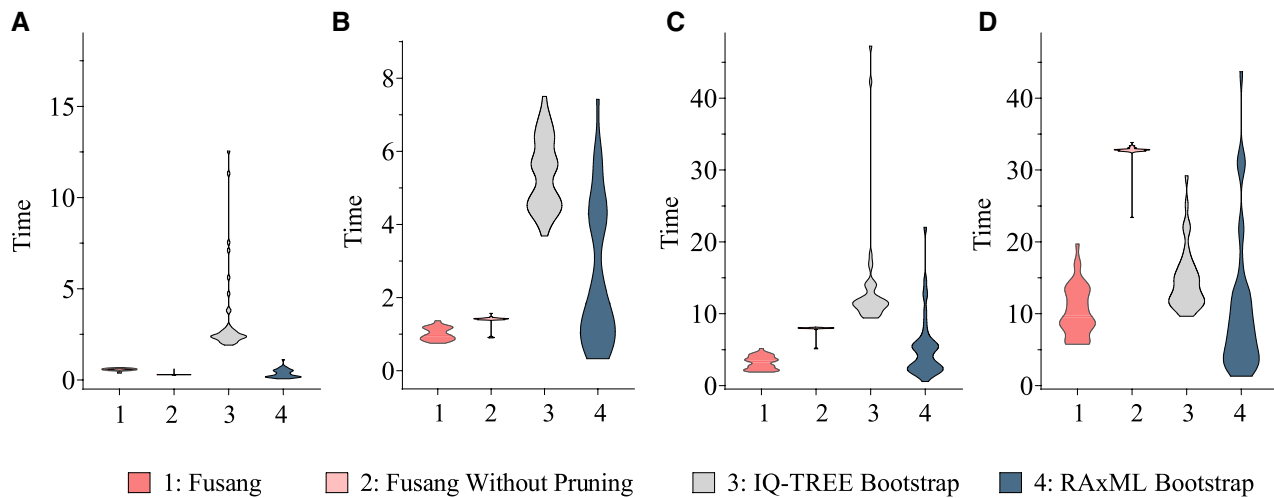 A
B
C
D
Time
15
10
5
0
1 2 3 4
Time
8
6
4
2
0
1 2 3 4
Time
40
30
20
10
0
1 2 3 4
Time
40
30
20
10
0
1 2 3 4
1: Fusang
2: Fusang Without Pruning
3: IQ-TREE Bootstrap
4: RAxML Bootstrap